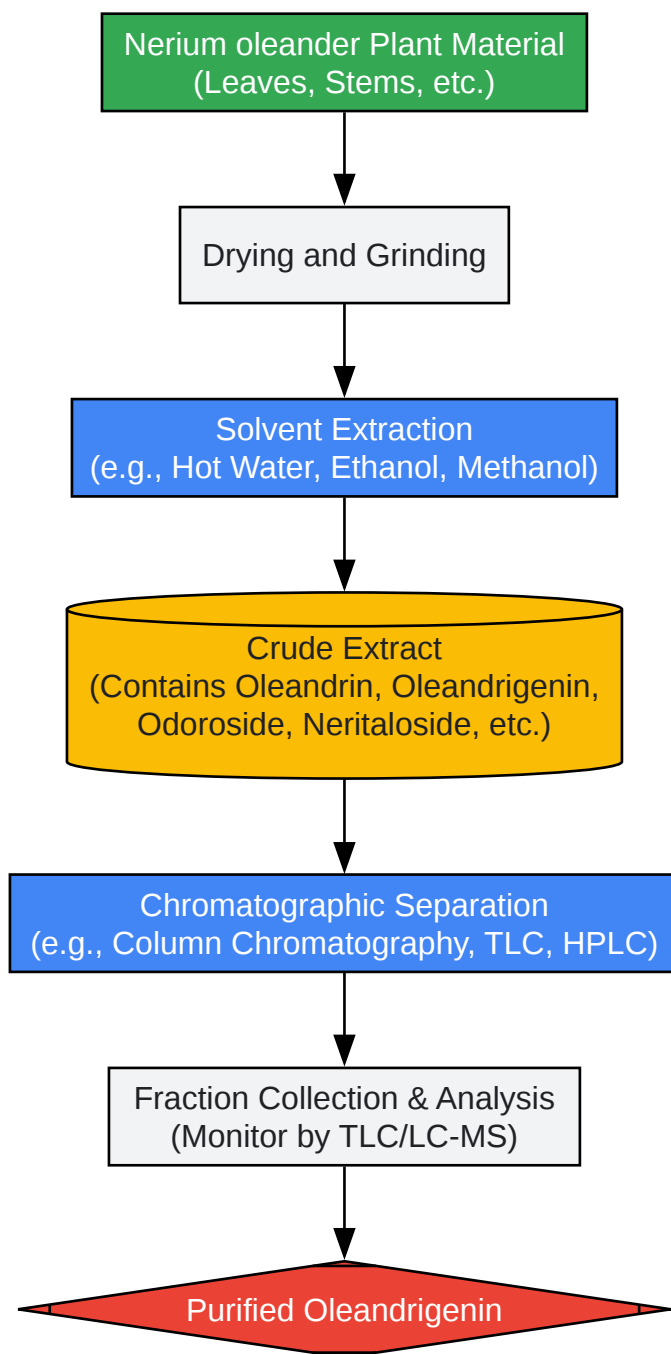 Nerium oleander Plant Material
(Leaves, Stems, etc.)
Drying and Grinding
Solvent Extraction
(e.g., Hot Water, Ethanol, Methanol)
Crude Extract
(Contains Oleandrin, Oleandrigenin,
Odoroside, Neritaloside, etc.)
Chromatographic Separation
(e.g., Column Chromatography, TLC, HPLC)
Fraction Collection & Analysis
(Monitor by TLC/LC-MS)
Purified Oleandrigenin